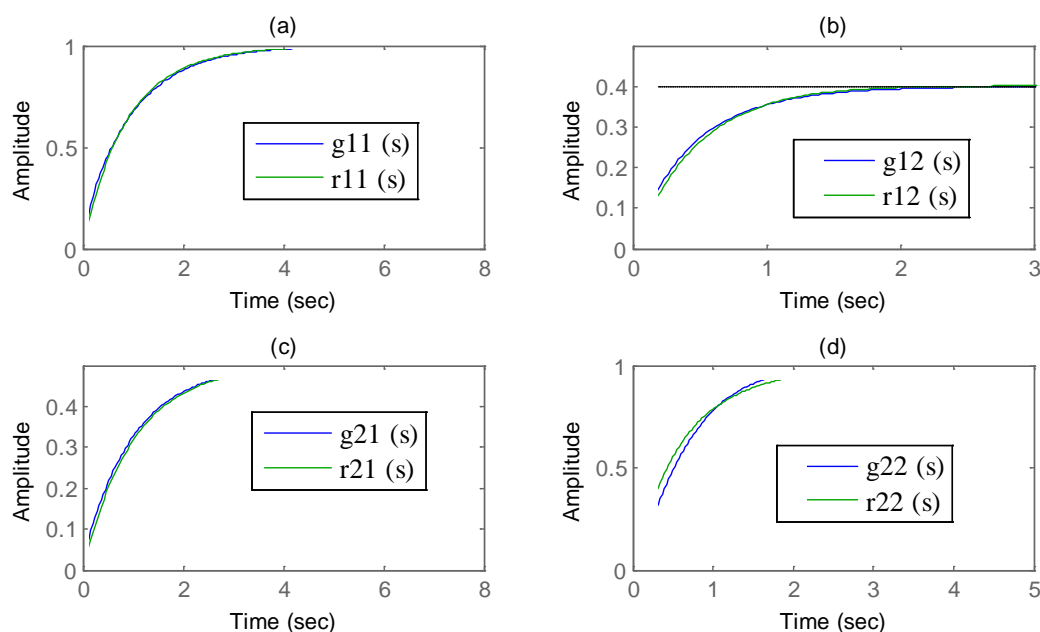 (a)
1
0.5
0
Amplitude
g11 (s)
r11 (s)
0 2 4 6 8
Time (sec)
(b)
0.4
0.3
0.2
0.1
0
Amplitude
g12 (s)
r12 (s)
0 1 2 3
Time (sec)
(c)
0.4
0.3
0.2
0.1
0
Amplitude
g21 (s)
r21 (s)
0 2 4 6 8
Time (sec)
(d)
1
0.5
0
Amplitude
g22 (s)
r22 (s)
0 1 2 3 4 5
Time (sec)